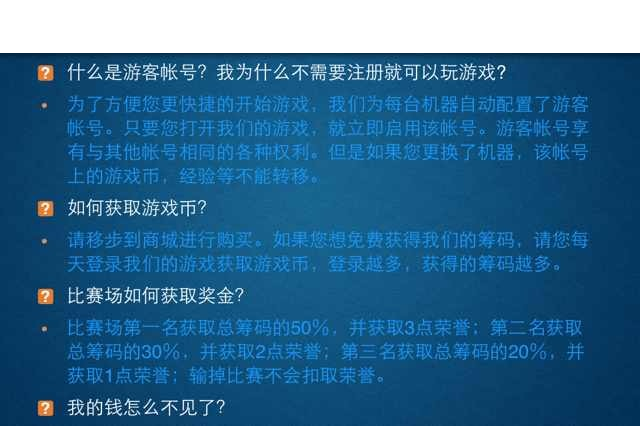 什么是游客帐号？我为什么不需要注册就可以玩游戏?
为了方便您更快捷的开始游戏，我们为每台机器自动配置了游客
帐号。只要您打开我们的游戏，就立即启用该帐号。游客帐号享
有与其他帐号相同的各种权利。但是如果您更换了机器，该帐号
上的游戏币，经验等不能转移。
如何获取游戏币?
请移步到商城进行购买。如果您想免费获得我们的筹码，请您每
天登录我们的游戏获取游戏币，登录越多，获得的筹码越多。
比赛场如何获取奖金?
比赛场第一名获取总筹码的50％，并获取3点荣誉；第二名获取
总筹码的30％，并获取2点荣誉；第三名获取总筹码的20％，并
获取1点荣誉；输掉比赛不会扣取荣誉。
我的钱怎么不见了?